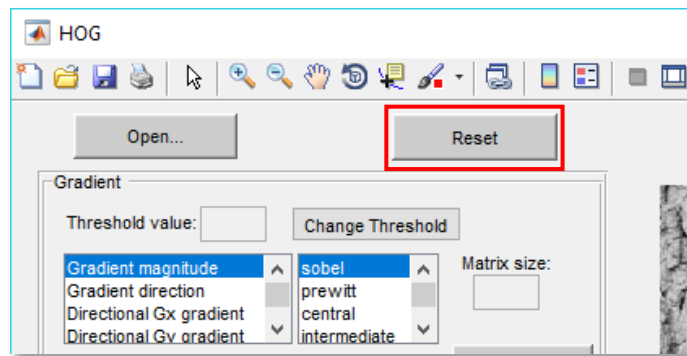 HOG
Open...
Reset
Gradient
Threshold value:
Change Threshold
Gradient magnitude
Gradient direction
Directional Gx gradient
Directional Gy gradient
sobel
prewitt
central
intermediate
Matrix size: